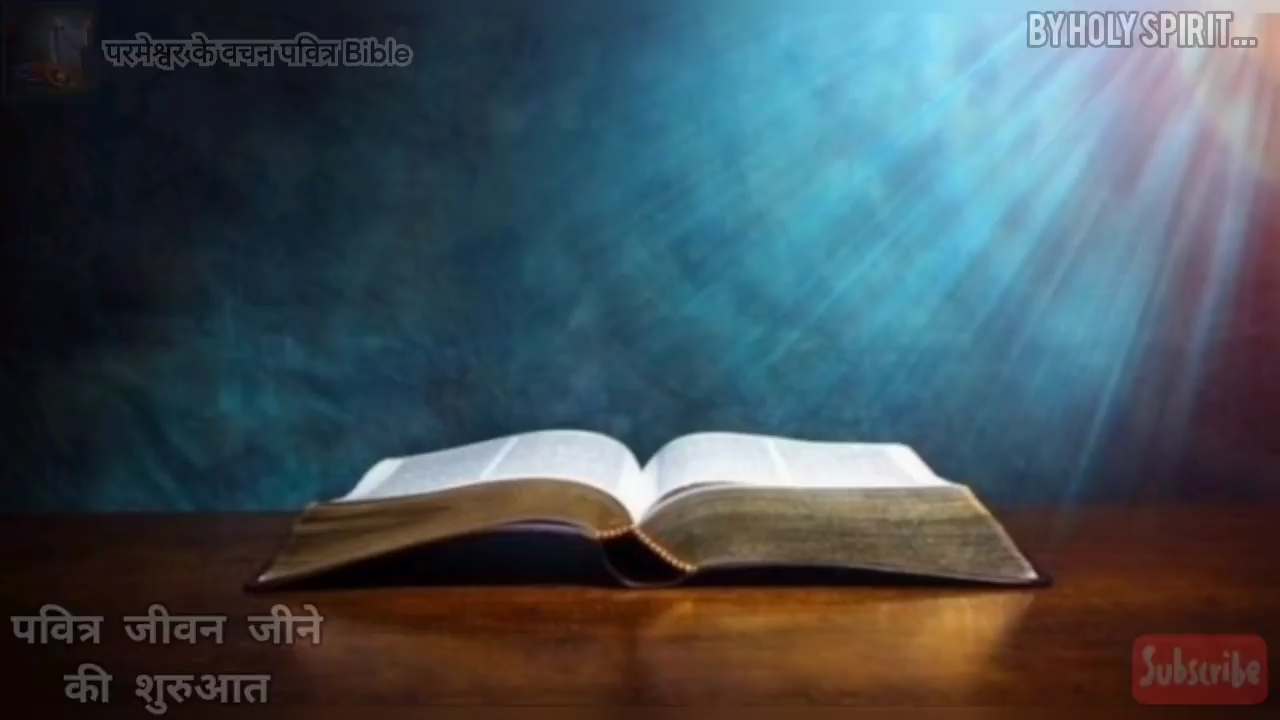 परमेश्वर के वचन पवित्र Bible
BY HOLY SPIRIT...
पवित्र जीवन जीने
की शुरुआत
Subscribe